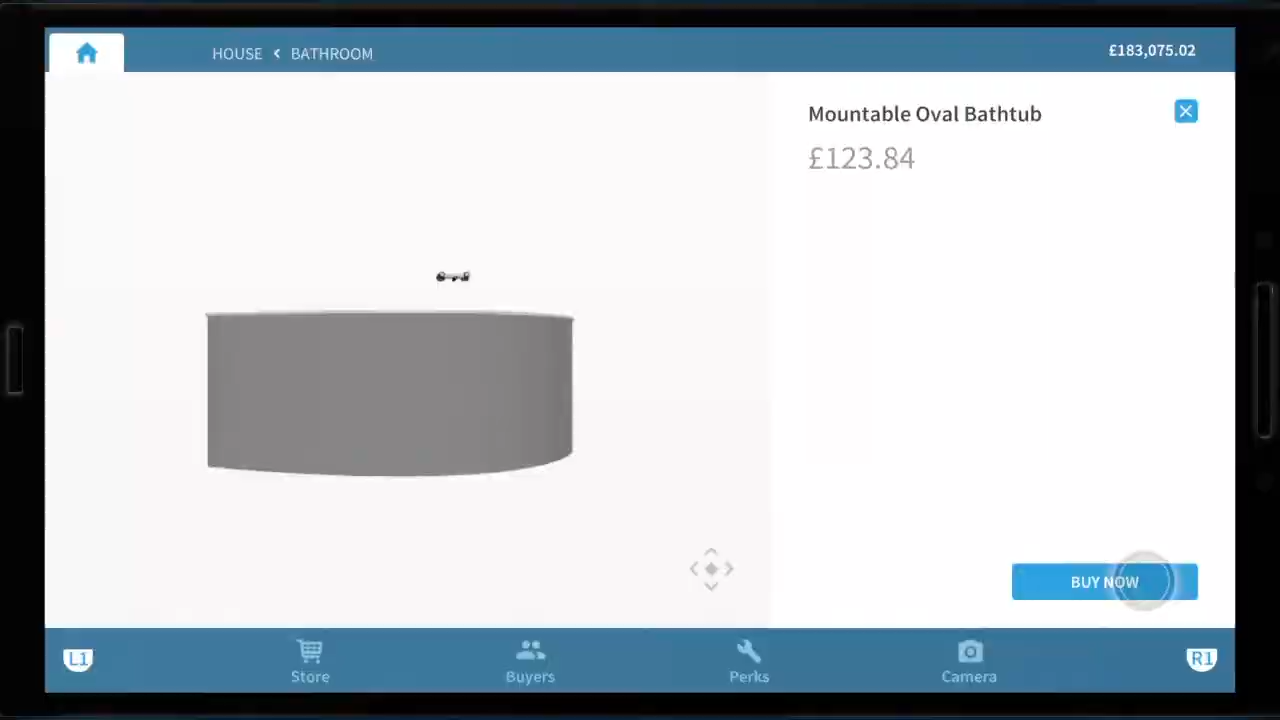 HOUSE < BATHROOM
£183,075.02
Mountable Oval Bathtub
£123.84
BUY NOW
L1
Store
Buyers
Perks
Camera
R1